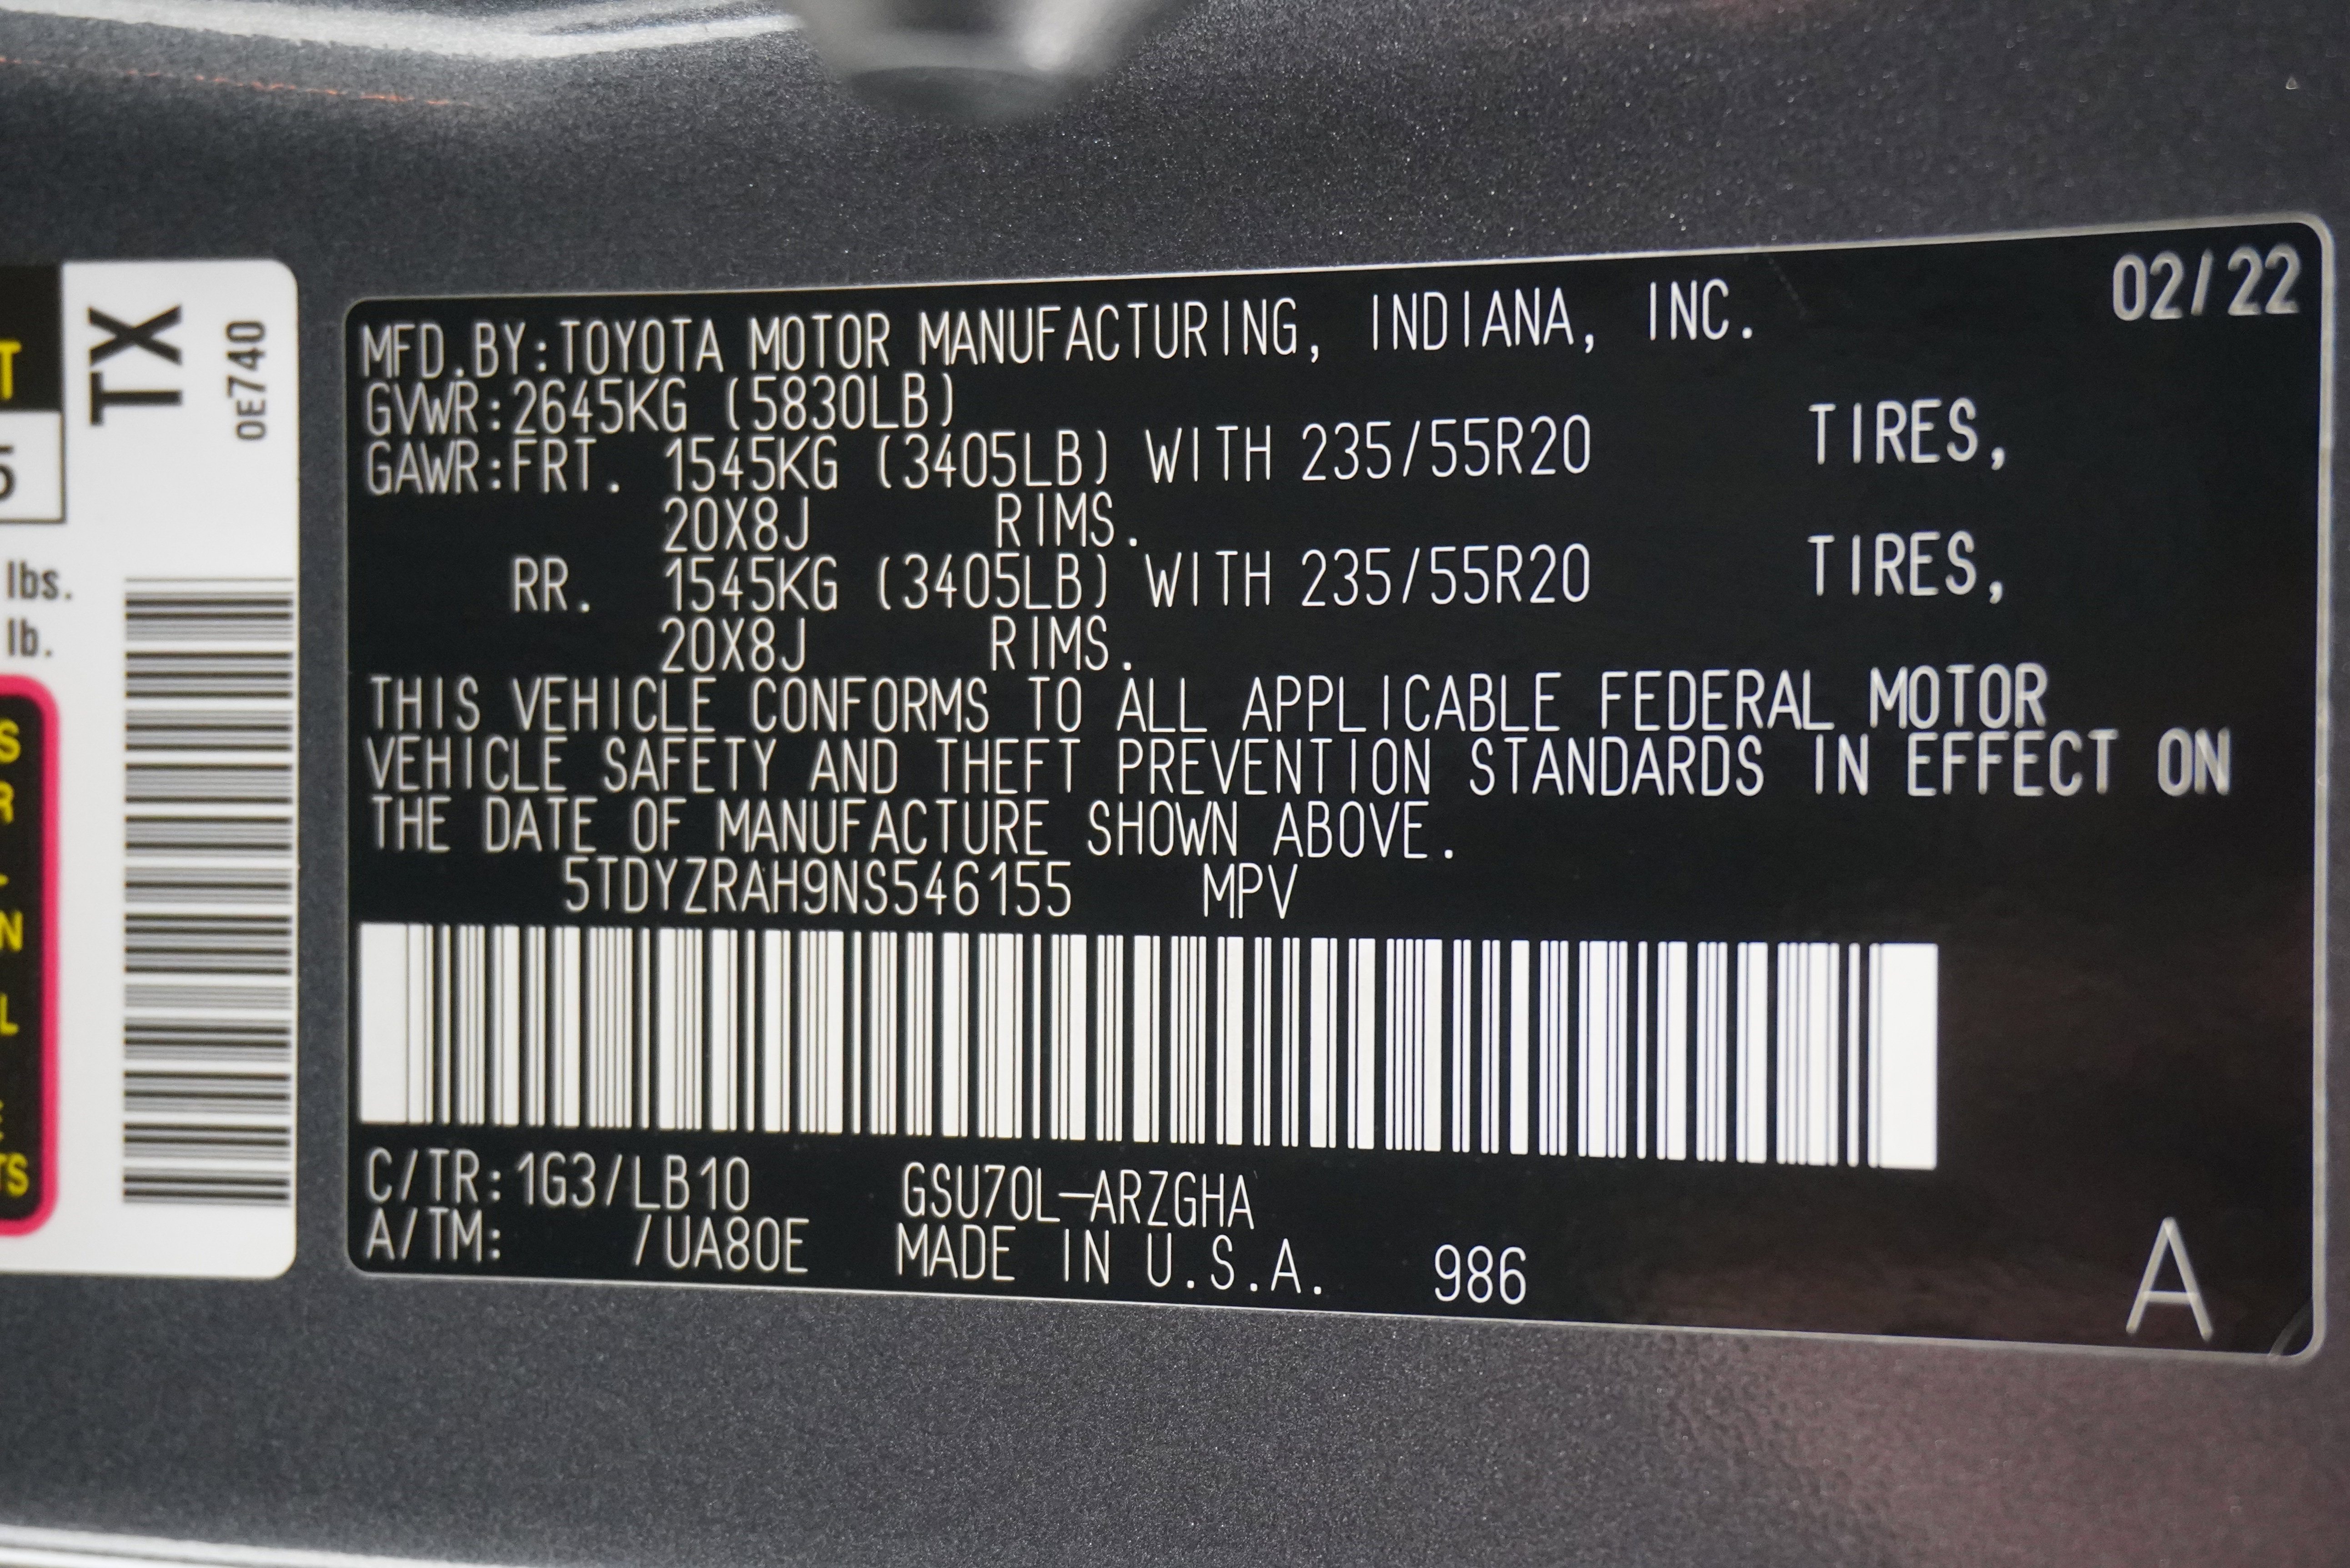 MFD.BY:TOYOTA MOTOR MANUFACTURING, INDIANA, INC. 02/22
GVWR:2645KG (5830LB)
GAWR:FRT. 1545KG (3405LB) WITH 235/55R20 TIRES,
20X8J RIMS.
RR. 1545KG (3405LB) WITH 235/55R20 TIRES,
20X8J RIMS.
THIS VEHICLE CONFORMS TO ALL APPLICABLE FEDERAL MOTOR
VEHICLE SAFETY AND THEFT PREVENTION STANDARDS IN EFFECT ON
THE DATE OF MANUFACTURE SHOWN ABOVE.
5TDYZRAH9NS546155 MPV
C/TR:1G3/LB10 GSU70L-ARZGHA
A/TM: /UA80E MADE IN U.S.A. 986
A
TX
0E740
lbs.
lb.